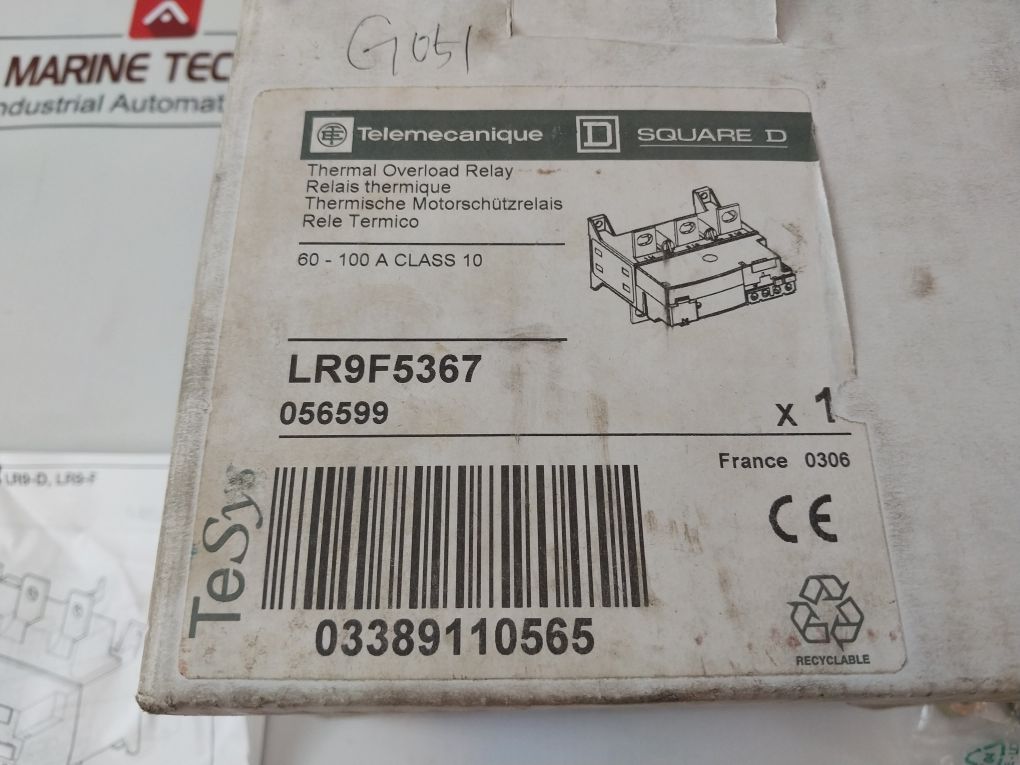 MARINE TEC
ndustrial Automat
G051
Telemecanique
D SQUARE D
Thermal Overload Relay
Relais thermique
Thermische Motorschützrelais
Rele Termico
60 - 100 A CLASS 10
LR9F5367
056599
x 1
France 0306
CE
TeSys
03389110565
RECYCLABLE
LR9-D, LR9-F